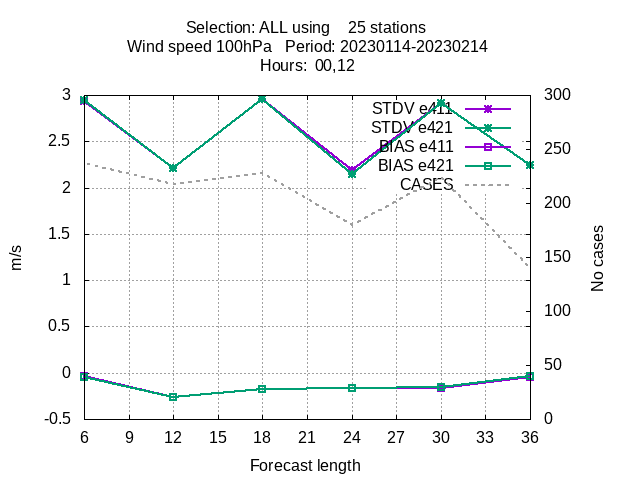 Selection: ALL using 25 stations
Wind speed 100hPa Period: 20230114-20230214
Hours: 00,12
STDV e411
STDV e421
BIAS e411
BIAS e421
CASES
3
2.5
2
1.5
1
0.5
0
-0.5
m/s
300
250
200
150
100
50
0
No cases
6 9 12 15 18 21 24 27 30 33 36
Forecast length